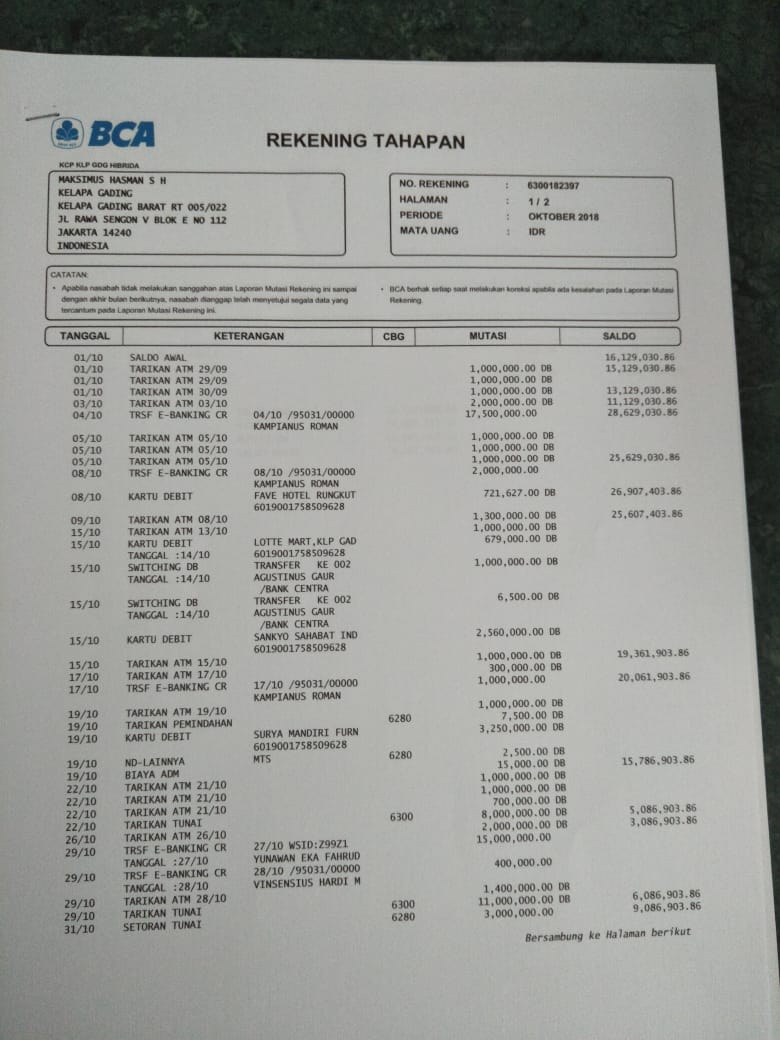 BCA
REKENING TAHAPAN
KCP KLP GDG HIBRIDA
MAKSIMUS HASMAN S H
KELAPA GADING
KELAPA GADING BARAT RT 005/022
JL RAWA SENGON V BLOK E NO 112
JAKARTA 14240
INDONESIA
NO. REKENING : 6300182397
HALAMAN : 1 / 2
PERIODE : OKTOBER 2018
MATA UANG : IDR
CATATAN:
• Apabila nasabah tidak melakukan sanggahan atas Laporan Mutasi Rekening ini sampai
dengan akhir bulan berikutnya, nasabah dianggap telah menyetujui segala data yang
tercantum pada Laporan Mutasi Rekening ini.
• BCA berhak setiap saat melakukan koreksi apabila ada kesalahan pada Laporan Mutasi
Rekening.
TANGGAL KETERANGAN CBG MUTASI SALDO
01/10 SALDO AWAL 16,129,030.86
01/10 TARIKAN ATM 29/09 1,000,000.00 DB 15,129,030.86
01/10 TARIKAN ATM 29/09 1,000,000.00 DB
01/10 TARIKAN ATM 30/09 1,000,000.00 DB 13,129,030.86
03/10 TARIKAN ATM 03/10 2,000,000.00 DB 11,129,030.86
04/10 TRSF E-BANKING CR 04/10 /95031/00000 17,500,000.00 28,629,030.86
KAMPIANUS ROMAN
05/10 TARIKAN ATM 05/10 1,000,000.00 DB
05/10 TARIKAN ATM 05/10 1,000,000.00 DB
05/10 TARIKAN ATM 05/10 1,000,000.00 DB 25,629,030.86
08/10 TRSF E-BANKING CR 08/10 /95031/00000 2,000,000.00
KAMPIANUS ROMAN
08/10 KARTU DEBIT FAVE HOTEL RUNGKUT 721,627.00 DB 26,907,403.86
6019001758509628
09/10 TARIKAN ATM 08/10 1,300,000.00 DB 25,607,403.86
15/10 TARIKAN ATM 13/10 1,000,000.00 DB
15/10 KARTU DEBIT LOTTE MART,KLP GAD 679,000.00 DB
TANGGAL :14/10 6019001758509628
15/10 SWITCHING DB TRANSFER KE 002 1,000,000.00 DB
TANGGAL :14/10 AGUSTINUS GAUR
/BANK CENTRA
15/10 SWITCHING DB TRANSFER KE 002 6,500.00 DB
TANGGAL :14/10 AGUSTINUS GAUR
/BANK CENTRA
15/10 KARTU DEBIT SANKYO SAHABAT IND 2,560,000.00 DB
6019001758509628
15/10 TARIKAN ATM 15/10 1,000,000.00 DB 19,361,903.86
17/10 TARIKAN ATM 17/10 300,000.00 DB
17/10 TRSF E-BANKING CR 17/10 /95031/00000 1,000,000.00 20,061,903.86
KAMPIANUS ROMAN
19/10 TARIKAN ATM 19/10 1,000,000.00 DB
19/10 TARIKAN PEMINDAHAN 6280 7,500.00 DB
19/10 KARTU DEBIT SURYA MANDIRI FURN 3,250,000.00 DB
6019001758509628
19/10 ND-LAINNYA MTS 6280 2,500.00 DB
19/10 BIAYA ADM 15,000.00 DB 15,786,903.86
22/10 TARIKAN ATM 21/10 1,000,000.00 DB
22/10 TARIKAN ATM 21/10 1,000,000.00 DB
22/10 TARIKAN ATM 21/10 700,000.00 DB
22/10 TARIKAN TUNAI 6300 8,000,000.00 DB 5,086,903.86
26/10 TARIKAN ATM 26/10 2,000,000.00 DB 3,086,903.86
29/10 TRSF E-BANKING CR 27/10 WSID:Z99Z1 15,000,000.00
TANGGAL :27/10 YUNAWAN EKA FAHRUD
29/10 TRSF E-BANKING CR 28/10 /95031/00000 400,000.00
TANGGAL :28/10 VINSENSIUS HARDI M
29/10 TARIKAN ATM 28/10 1,400,000.00 DB
29/10 TARIKAN TUNAI 6300 11,000,000.00 DB 6,086,903.86
31/10 SETORAN TUNAI 6280 3,000,000.00 9,086,903.86
Bersambung ke Halaman berikut